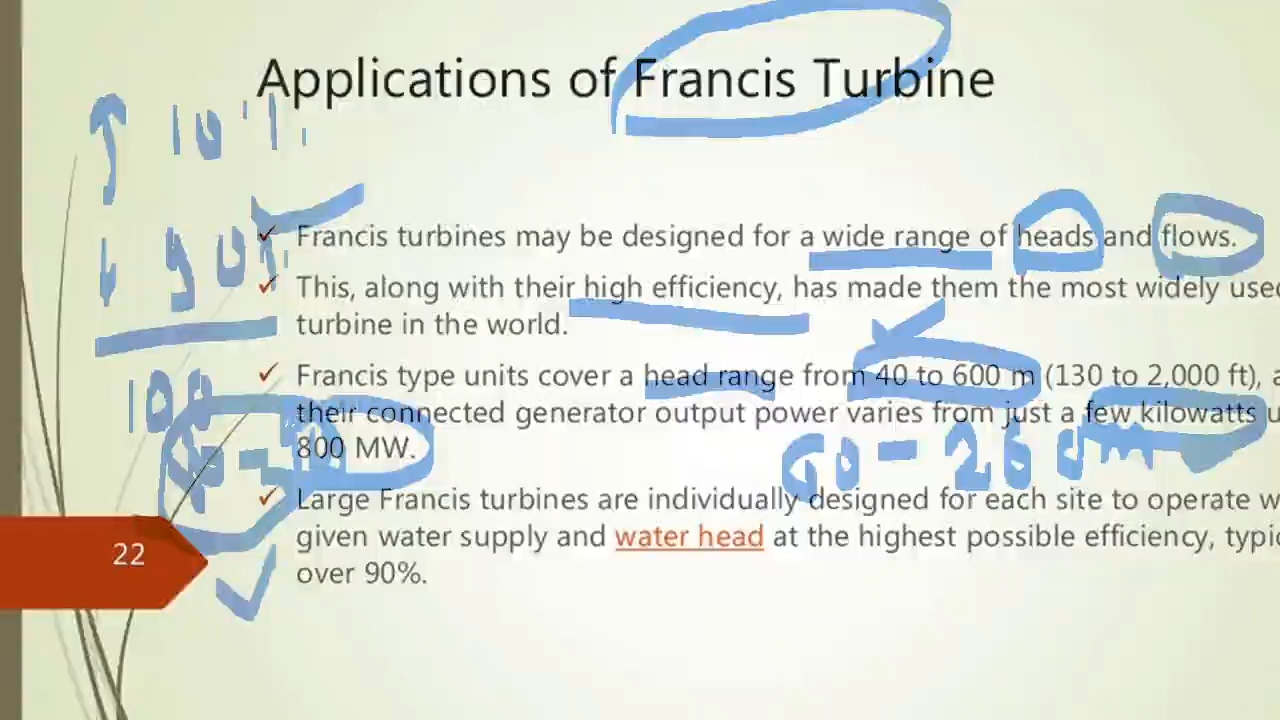 Applications of Francis Turbine
10%
90%
100
✓ Francis turbines may be designed for a wide range of heads and flows.
✓ This, along with their high efficiency, has made them the most widely used
turbine in the world.
✓ Francis type units cover a head range from 40 to 600 m (130 to 2,000 ft), a
their connected generator output power varies from just a few kilowatts u
800 MW.
✓ Large Francis turbines are individually designed for each site to operate w
given water supply and water head at the highest possible efficiency, typic
over 90%.
22